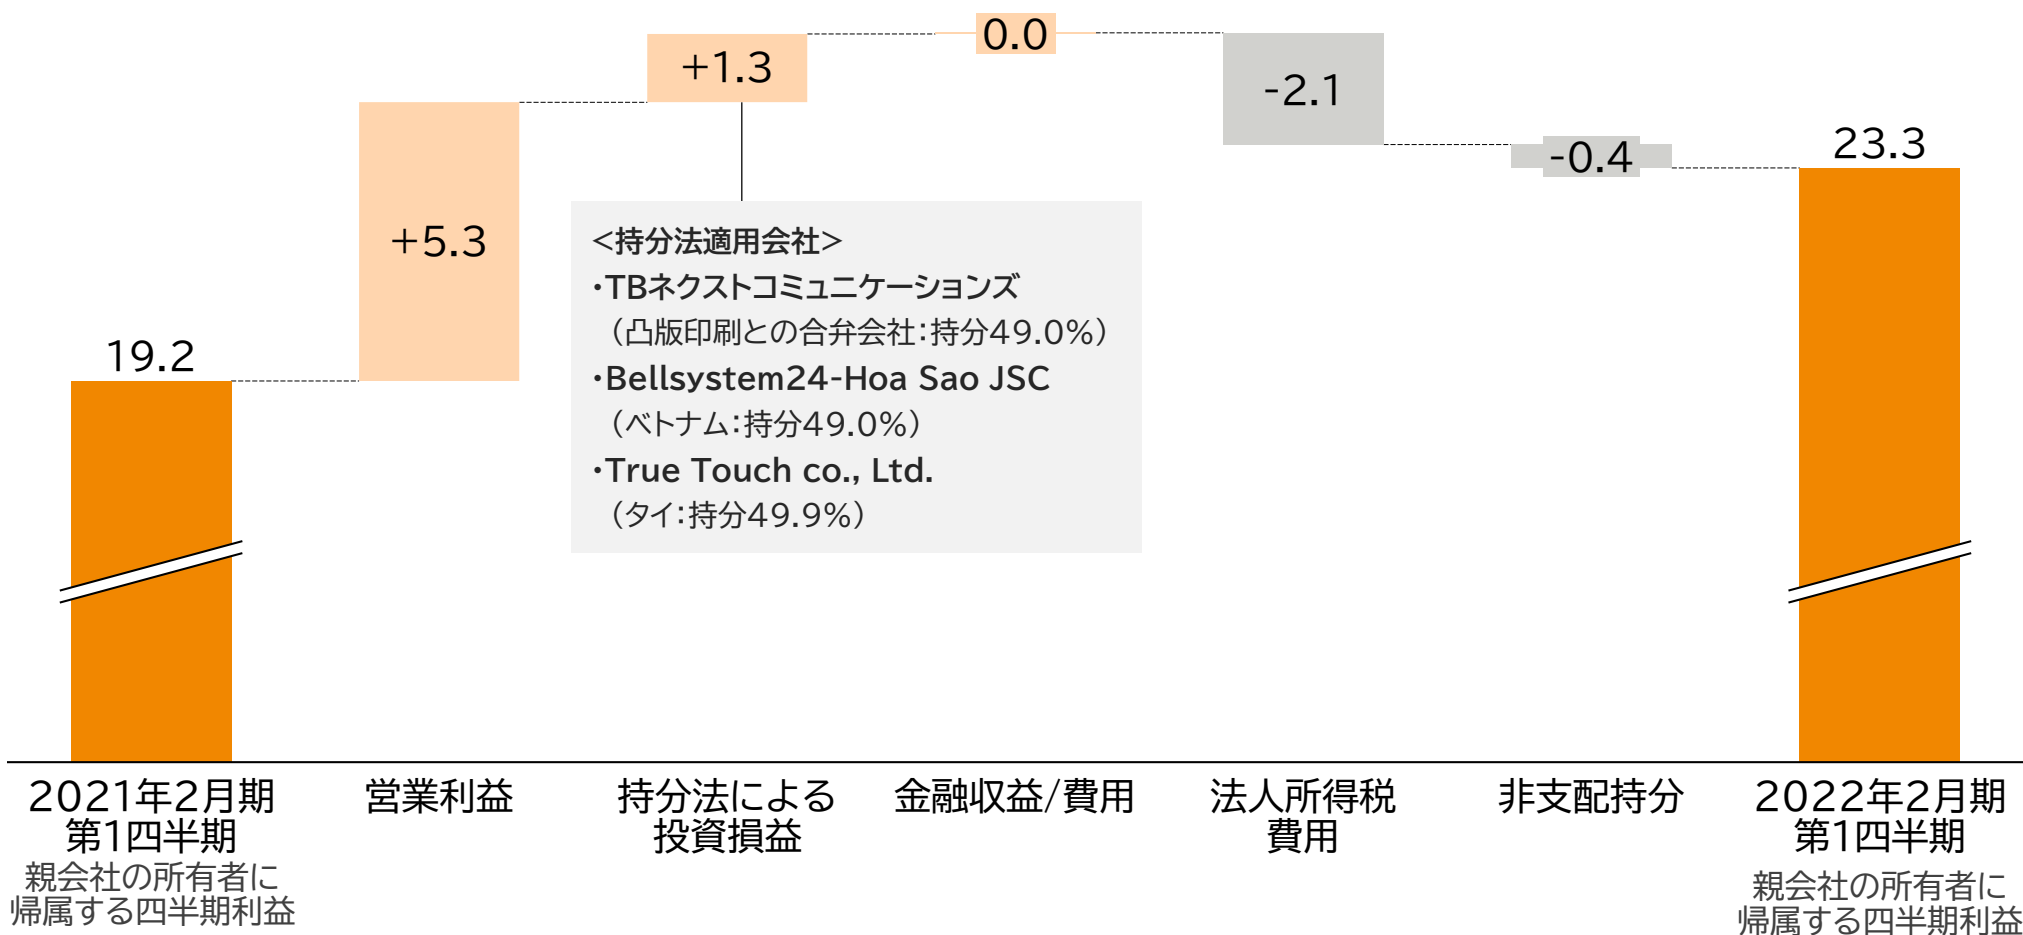 0.0
+1.3
-2.1
23.3
-0.4
+5.3
19.2
<持分法適用会社>
・TBネクストコミュニケーションズ
（凸版印刷との合弁会社：持分49.0%）
・Bellsystem24-Hoa Sao JSC
（ベトナム：持分49.0%）
・True Touch co., Ltd.
（タイ：持分49.9%）
2021年2月期
第1四半期
親会社の所有者に
帰属する四半期利益
営業利益
持分法による
投資損益
金融収益/費用
法人所得税
費用
非支配持分
2022年2月期
第1四半期
親会社の所有者に
帰属する四半期利益